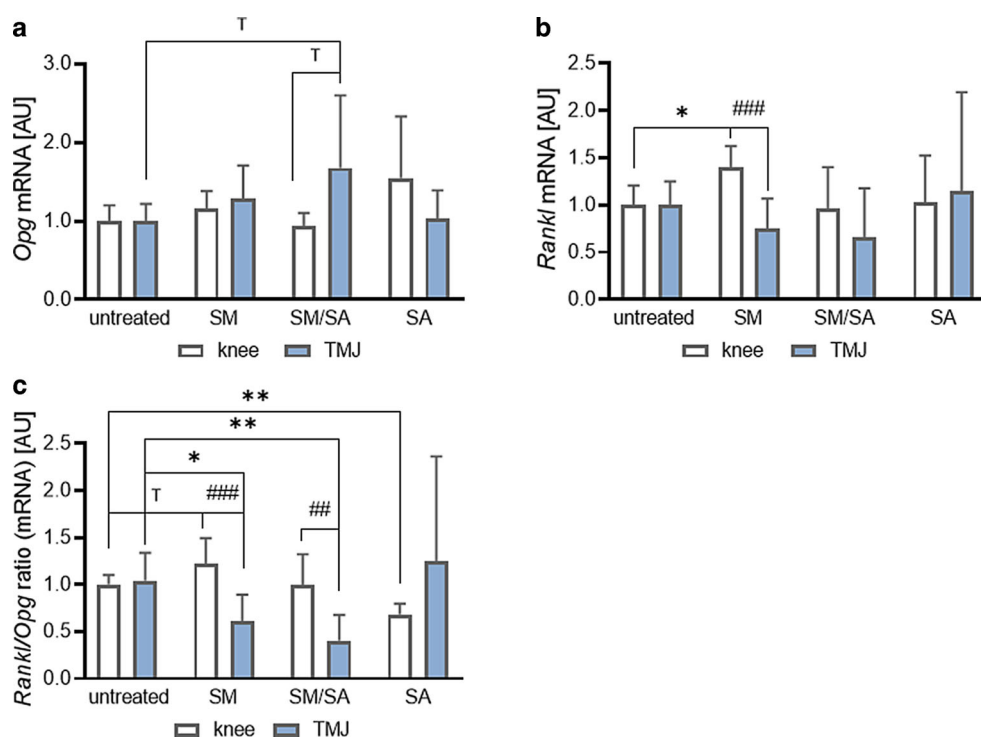 a
T
T
3.0
2.0
1.0
0.0
Opg mRNA [AU]
untreated SM SM/SA SA
knee TMJ
b
2.5
2.0
1.5
1.0
0.5
0.0
Rankl mRNA [AU]
* ###
untreated SM SM/SA SA
knee TMJ
c
**
**
*
T ### ##
2.5
2.0
1.5
1.0
0.5
0.0
Rankl/Opg ratio (mRNA) [AU]
untreated SM SM/SA SA
knee TMJ